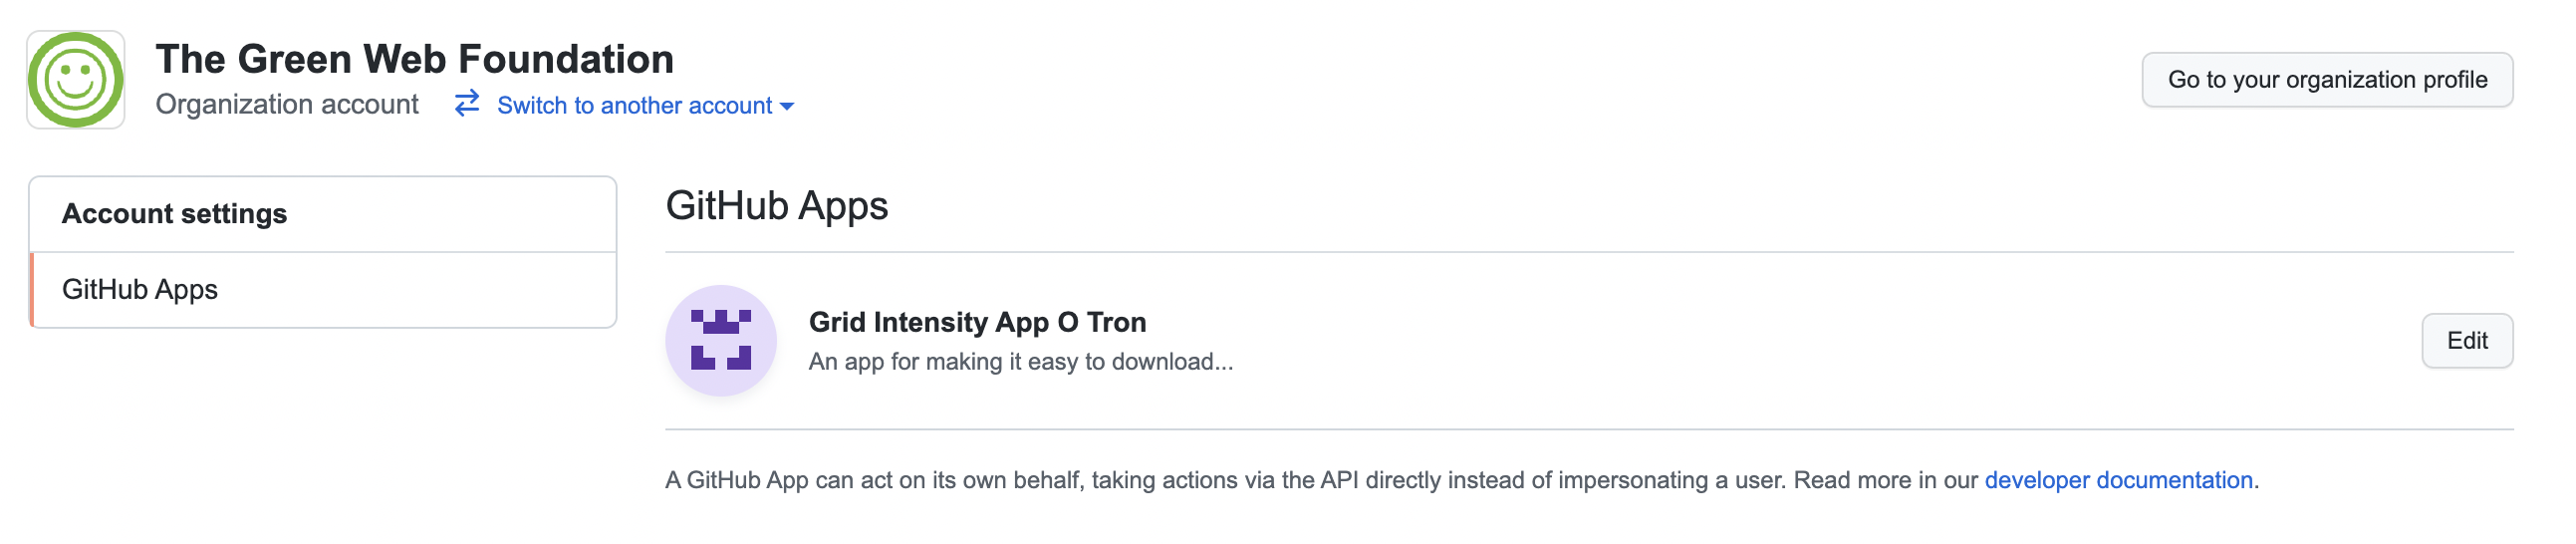 The Green Web Foundation
Organization account Switch to another account
Go to your organization profile
Account settings
GitHub Apps
GitHub Apps
Grid Intensity App O Tron
An app for making it easy to download...
Edit
A GitHub App can act on its own behalf, taking actions via the API directly instead of impersonating a user. Read more in our developer documentation.